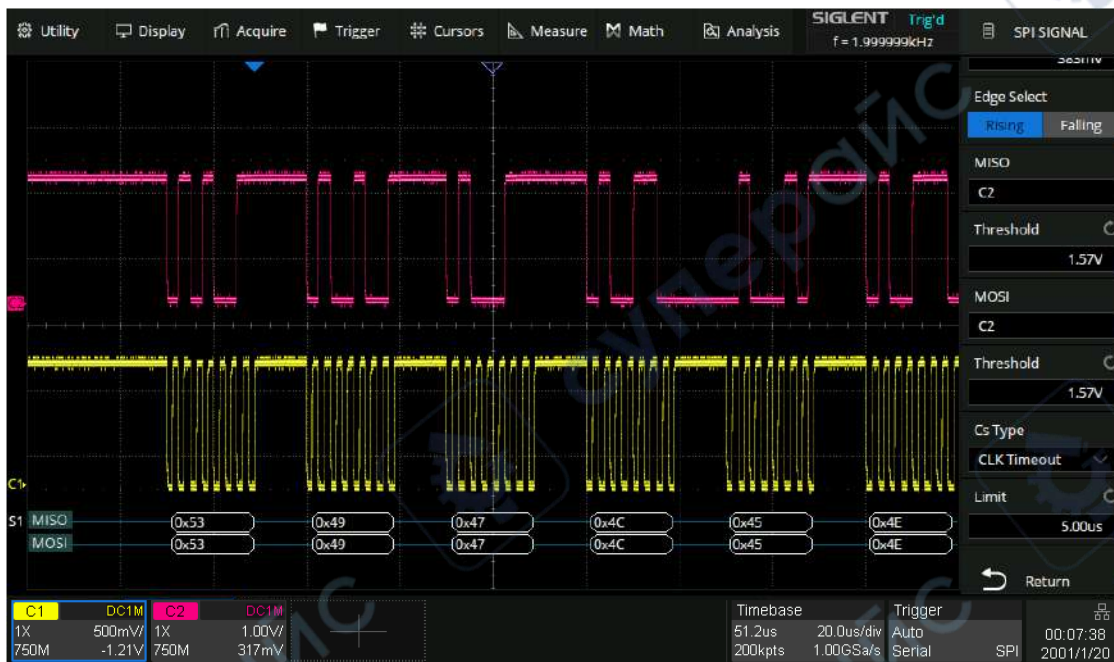 Utility Display Acquire Trigger Cursors Measure Math Analysis
SIGLENT Trig'd
f = 1.999999kHz
SPI SIGNAL
383mV
Edge Select
Rising Falling
MISO
C2
Threshold
1.57V
MOSI
C2
Threshold
1.57V
Cs Type
CLK Timeout
Limit
5.00us
Return
C1
S1 MISO 0x53 0x49 0x47 0x4C 0x45 0x4E
MOSI 0x53 0x49 0x47 0x4C 0x45 0x4E
C1 DC1M C2 DC1M
1X 500mV/ 1X 1.00V/
750M -1.21V 750M 317mV
Timebase Trigger
51.2us 20.0us/div Auto
200kpts 1.00GSa/s Serial SPI
00:07:38
2001/1/20
суперайс